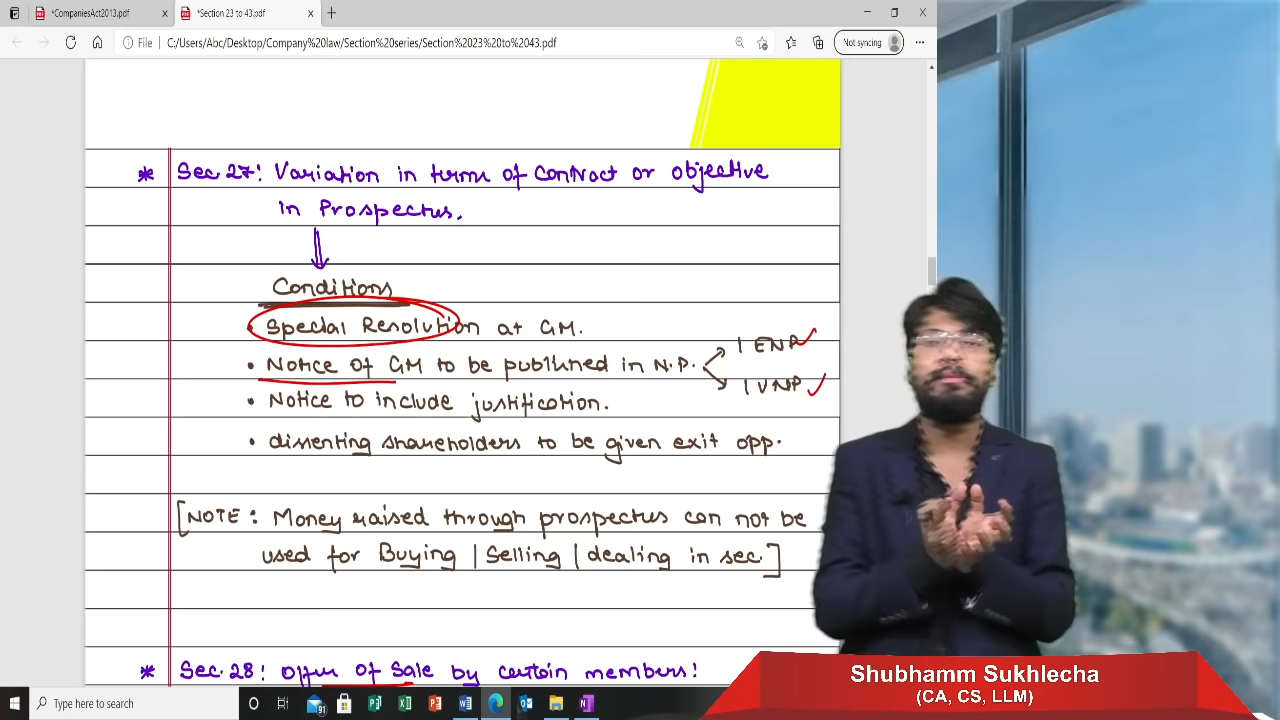 *CompaniesAct2013.pdf
*Section 23 to 43.pdf
File
C:/Users/Abc/Desktop/Company%20law/Section%20series/Section%2023%20to%2043.pdf
Not syncing
* Sec.27: Variation in terms of contract or objective
in Prospectus.
Conditions
• Special Resolution at GM.
• Notice of GM to be published in N.P.
1 ENP
1 VNP
• Notice to include justification.
• dissenting shareholders to be given exit opp.
[NOTE: Money raised through prospectus can not be
used for Buying | Selling | dealing in sec.]
* Sec.28: Offer of Sale by certain members:
Shubhamm Sukhlecha
(CA, CS, LLM)
Type here to search
91